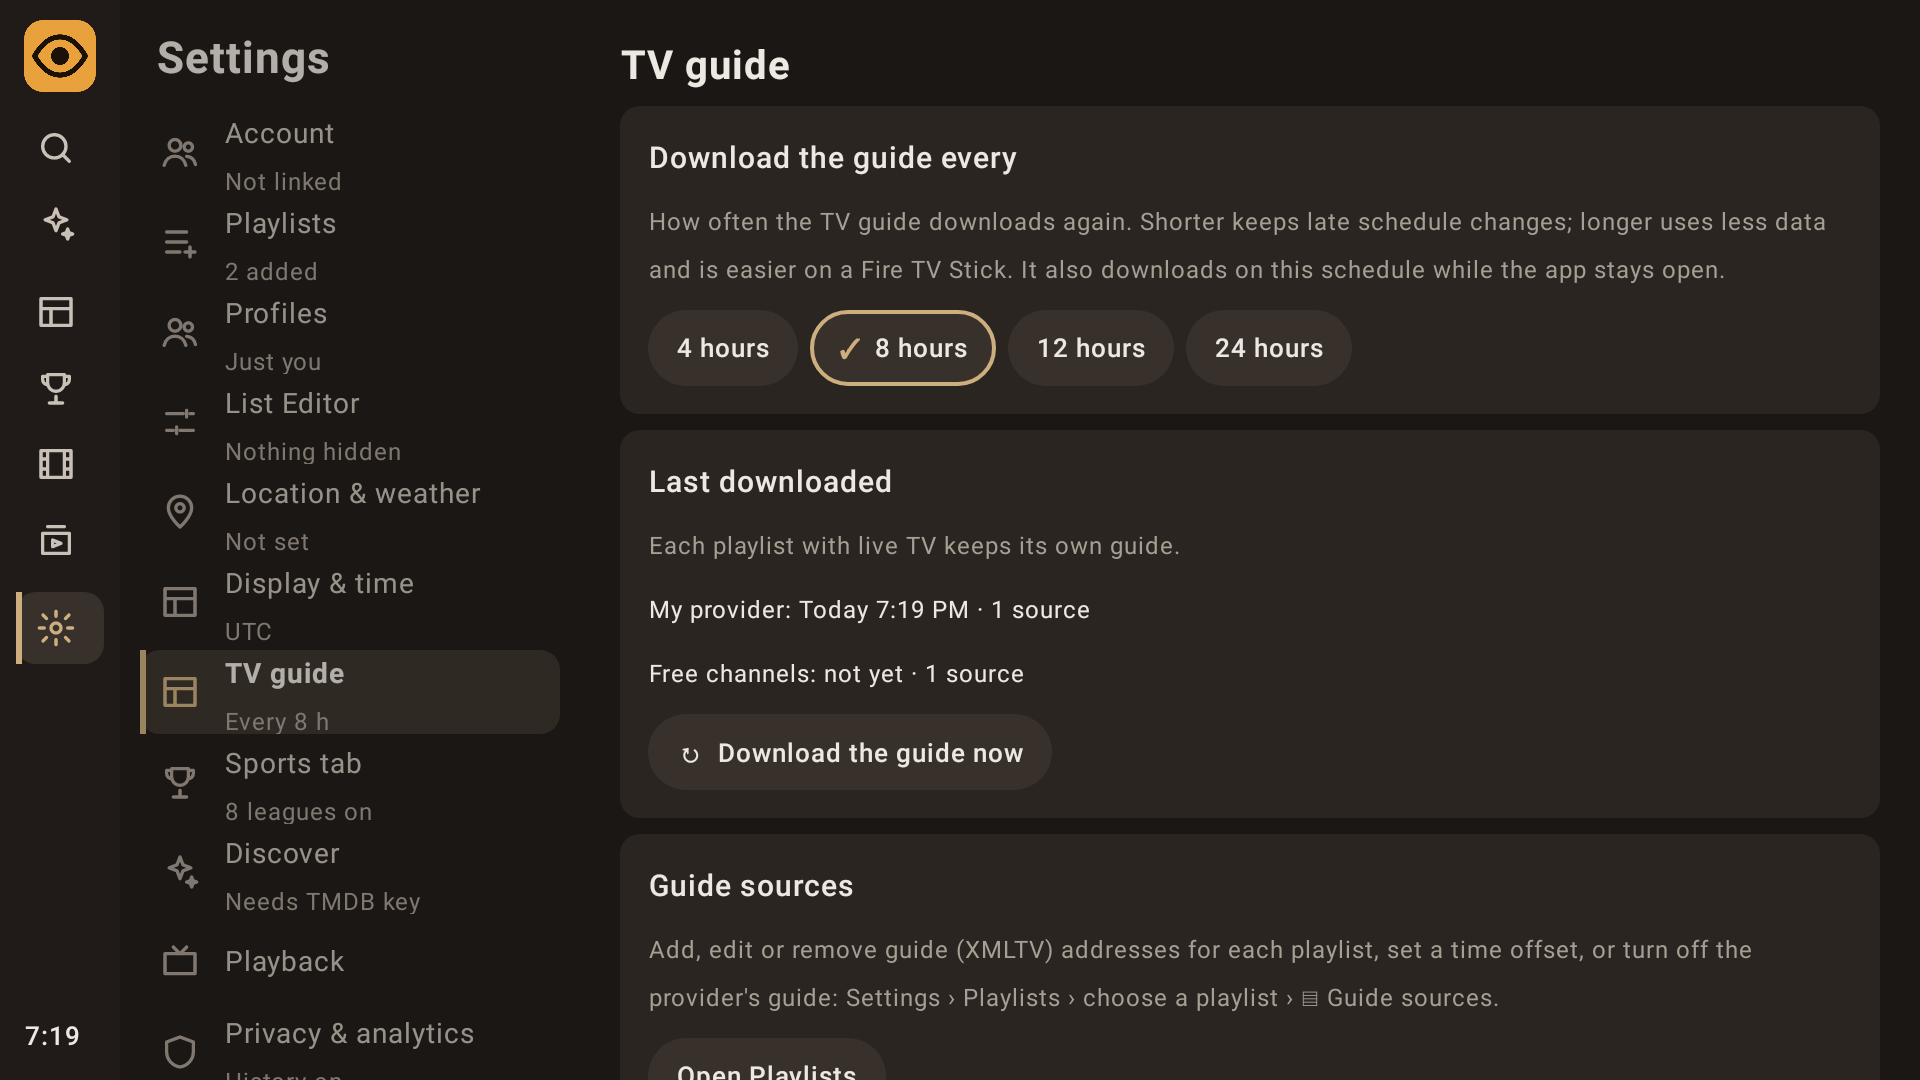 Settings
Account
Not linked
Playlists
2 added
Profiles
Just you
List Editor
Nothing hidden
Location & weather
Not set
Display & time
UTC
TV guide
Every 8 h
Sports tab
8 leagues on
Discover
Needs TMDB key
Playback
Privacy & analytics
History on
7:19
TV guide
Download the guide every
How often the TV guide downloads again. Shorter keeps late schedule changes; longer uses less data
and is easier on a Fire TV Stick. It also downloads on this schedule while the app stays open.
4 hours
✓ 8 hours
12 hours
24 hours
Last downloaded
Each playlist with live TV keeps its own guide.
My provider: Today 7:19 PM · 1 source
Free channels: not yet · 1 source
↻ Download the guide now
Guide sources
Add, edit or remove guide (XMLTV) addresses for each playlist, set a time offset, or turn off the
provider's guide: Settings › Playlists › choose a playlist › ▤ Guide sources.
Open Playlists